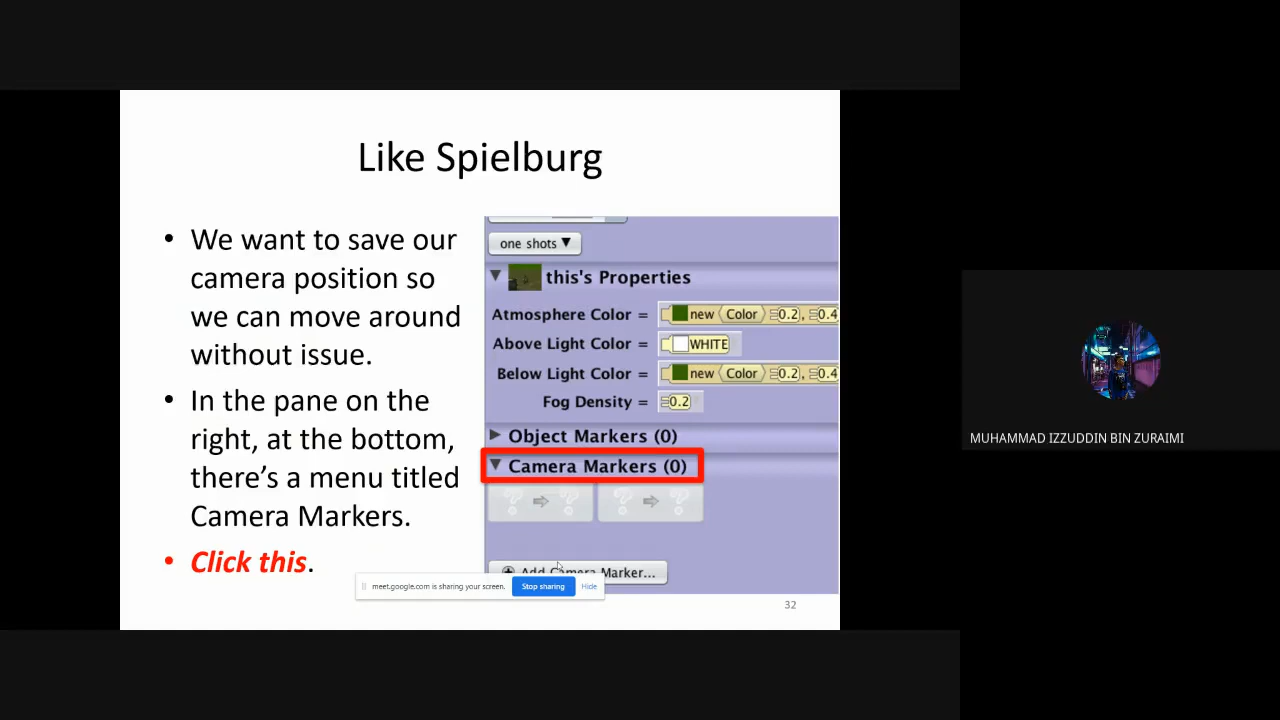 Like Spielburg
• We want to save our
camera position so
we can move around
without issue.
• In the pane on the
right, at the bottom,
there’s a menu titled
Camera Markers.
• Click this.
one shots ▼
this's Properties
Atmosphere Color = new Color 0.2, 0.4
Above Light Color = WHITE
Below Light Color = new Color 0.2, 0.4
Fog Density = 0.2
Object Markers (0)
Camera Markers (0)
Add Camera Marker...
meet.google.com is sharing your screen. Stop sharing Hide
32
MUHAMMAD IZZUDDIN BIN ZURAIMI